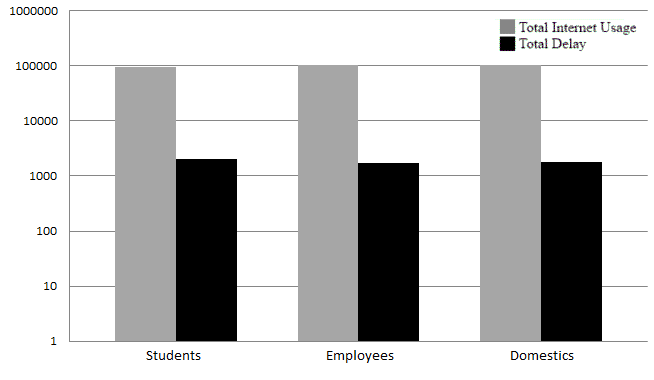 1000000
Total Internet Usage
Total Delay
100000
10000
1000
100
10
1
Students Employees Domestics